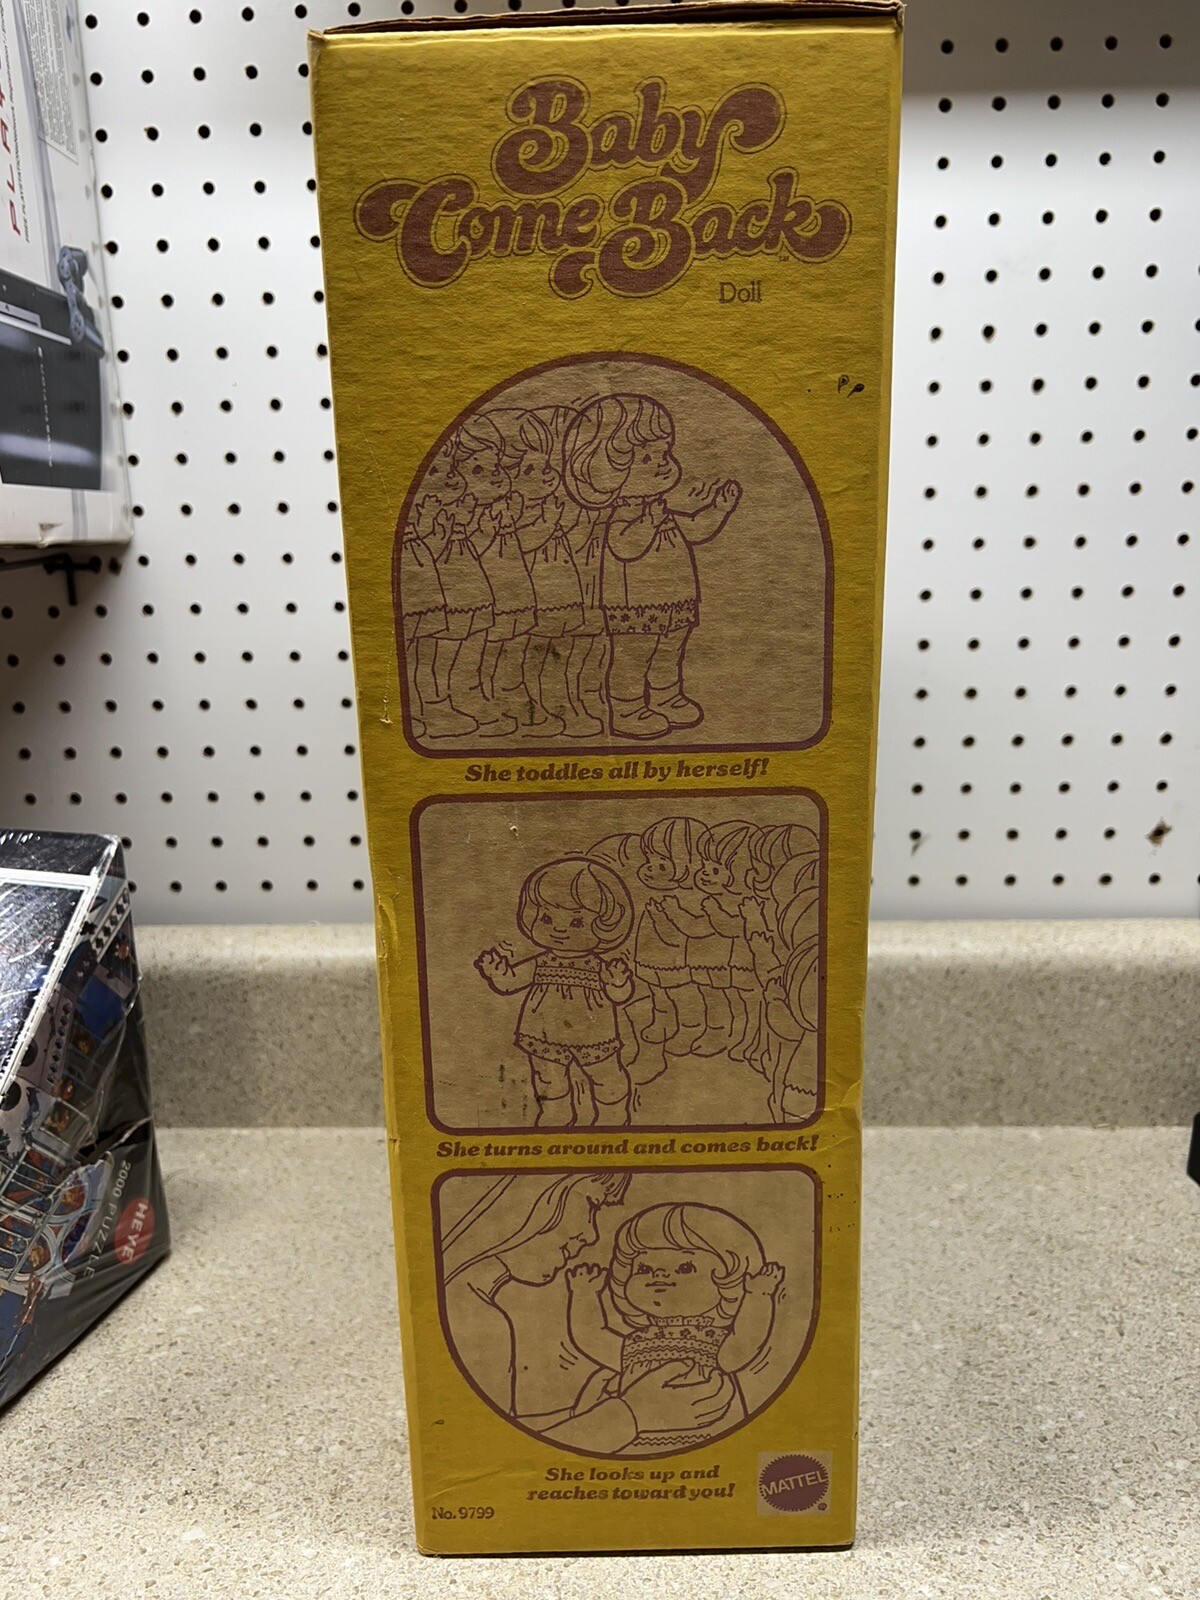 Baby
Come Back
SM
Doll
She toddles all by herself!
She turns around and comes back!
She looks up and
reaches toward you!
No. 9799
MATTEL
®
HEYE
2000 PUZZLE